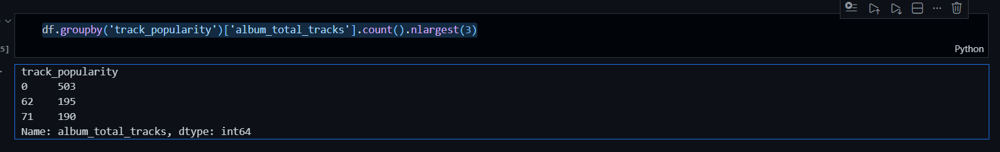 df.groupby('track_popularity')['album_total_tracks'].count().nlargest(3)
5]
Python
track_popularity
0     503
62    195
71    190
Name: album_total_tracks, dtype: int64